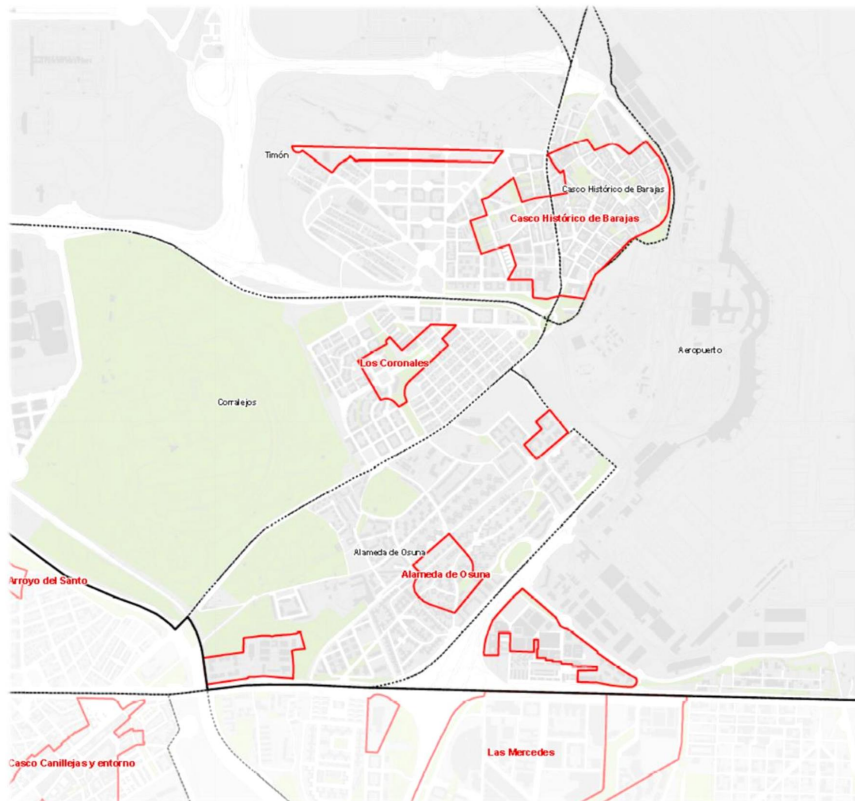 Timón
Casco Histórico de Barajas
Casco Histórico de Barajas
Aeropuerto
Los Coronales
Corralejos
Alameda de Osuna
Alameda de Osuna
Arroyo del Santo
Las Mercedes
Casco Canillejas y entorno